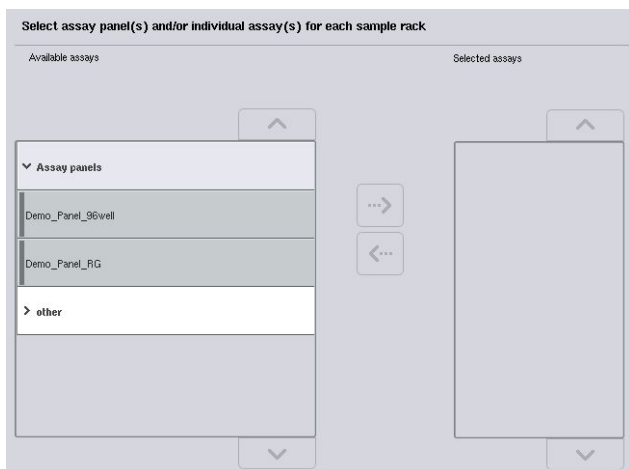 Select assay panel(s) and/or individual assay(s) for each sample rack
Available assays
Selected assays
Assay panels
Demo_Panel_96well
Demo_Panel_RG
other